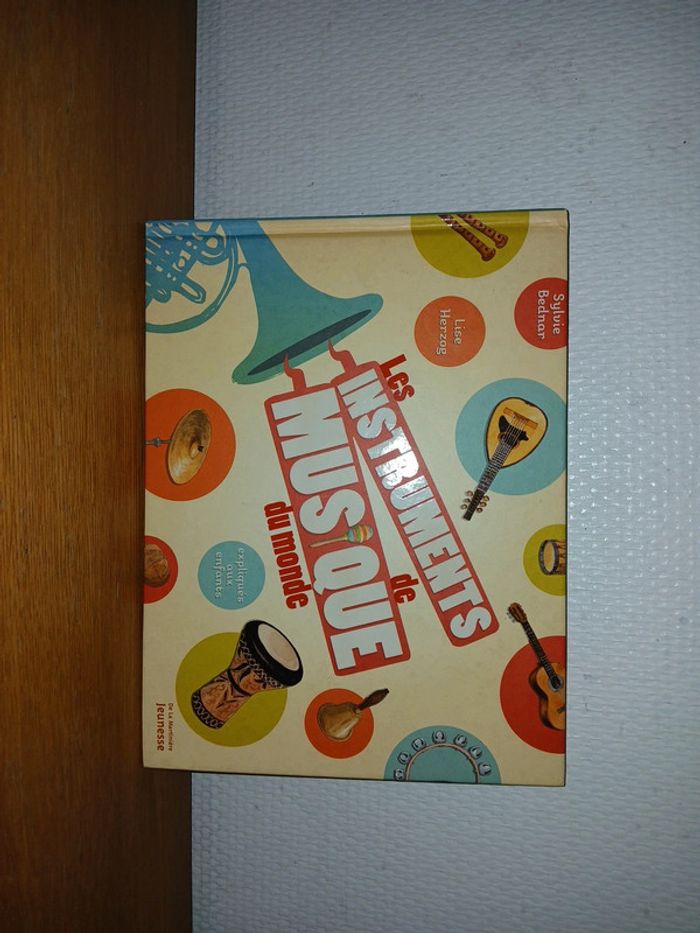 Sylvie
Bednar
Lise
Herzog
Les
INSTRUMENTS
de
MUSIQUE
du monde
expliqués
aux
enfants
De La Martinière
Jeunesse